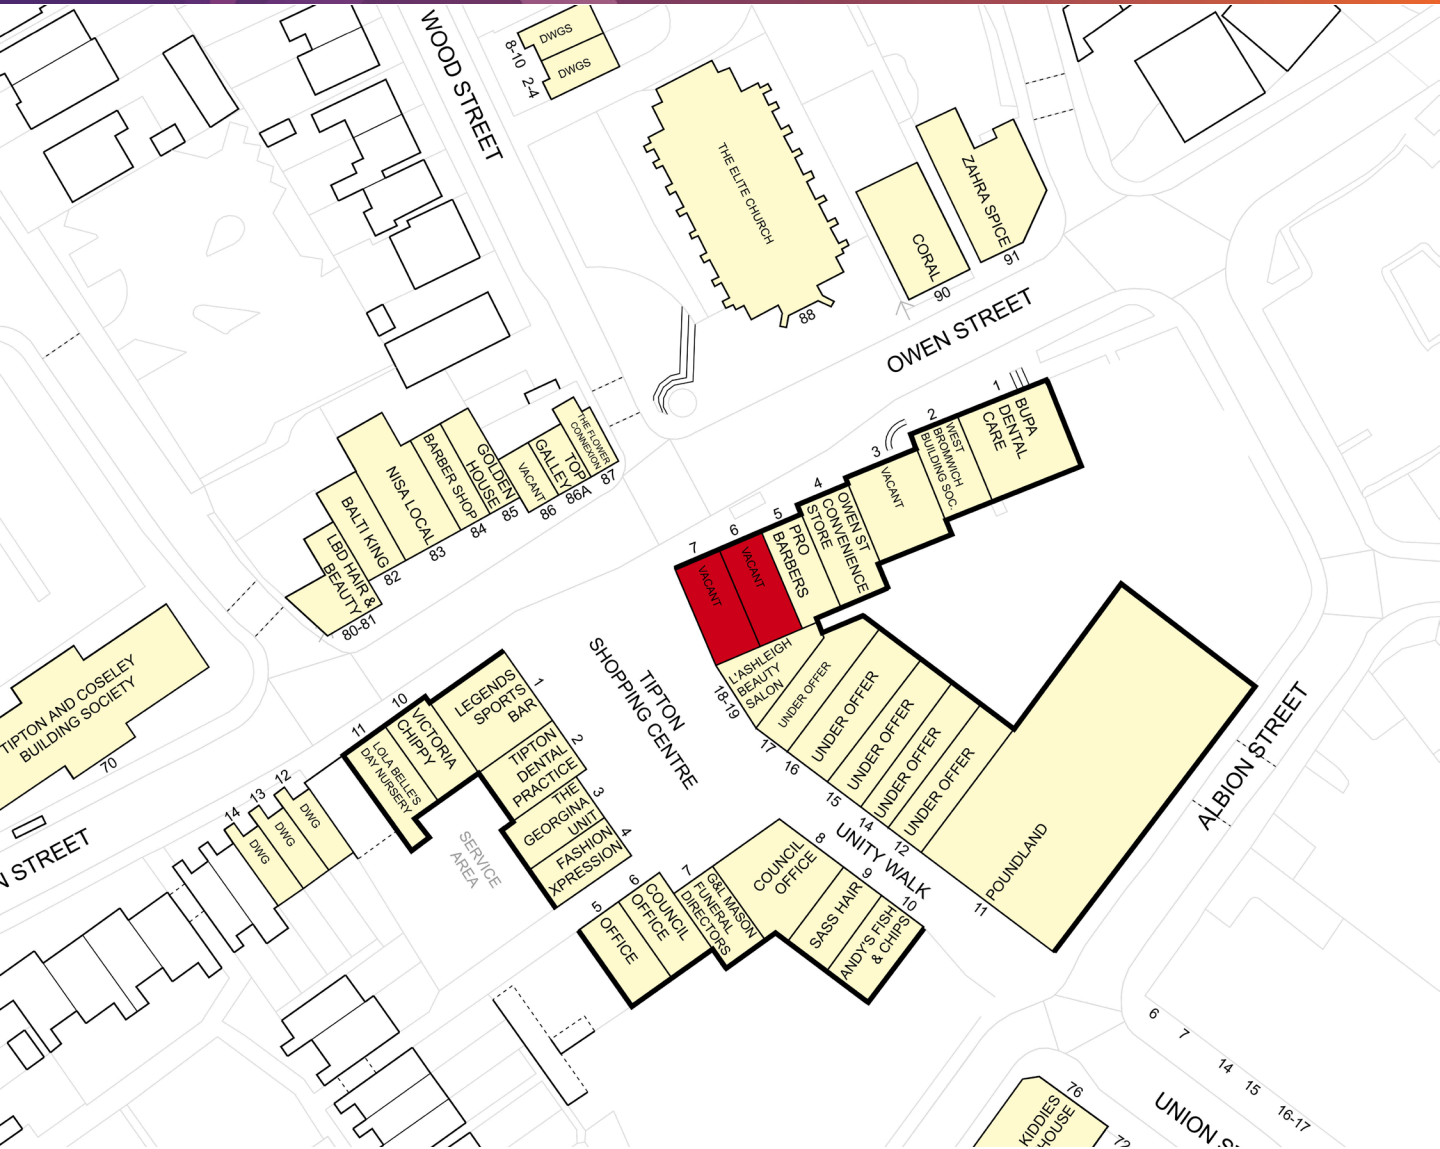 WOOD STREET
8-10
DWGS
2-4
DWGS
THE ELITE CHURCH
88
CORAL
90
ZAHRA SPICE
91
OWEN STREET
1
BUPA
DENTAL
CARE
2
WEST
BROMWICH
BUILDING SOC.
3
VACANT
4
OWEN ST
CONVENIENCE
STORE
5
PRO
BARBERS
6
VACANT
7
VACANT
THE FLOWER
CONNEXION
87
TOP
GALLEY
86A
VACANT
86
GOLDEN
HOUSE
85
BARBER SHOP
84
NISA LOCAL
83
BALTI KING
82
LBD HAIR &
BEAUTY
80-81
TIPTON AND COSELEY
BUILDING SOCIETY
70
N STREET
14
DWG
13
DWG
12
DWG
11
LOLA BELLE'S
DAY NURSERY
10
VICTORIA
CHIPPY
LEGENDS
SPORTS
BAR
1
TIPTON
DENTAL
PRACTICE
2
THE
GEORGINA
UNIT
3
FASHION
XPRESSION
4
SERVICE
AREA
TIPTON
SHOPPING CENTRE
L'ASHLEIGH
BEAUTY
SALON
18-19
UNDER OFFER
17
UNDER OFFER
16
UNDER OFFER
15
UNDER OFFER
14
UNDER OFFER
12
POUNDLAND
11
ALBION STREET
UNITY WALK
5
OFFICE
6
COUNCIL
OFFICE
7
G&L MASON
FUNERAL
DIRECTORS
COUNCIL
OFFICE
8
SASS HAIR
9
ANDY'S FISH
& CHIPS
10
6
7
14
15
16-17
UNION S
76
KIDDIES
HOUSE
72